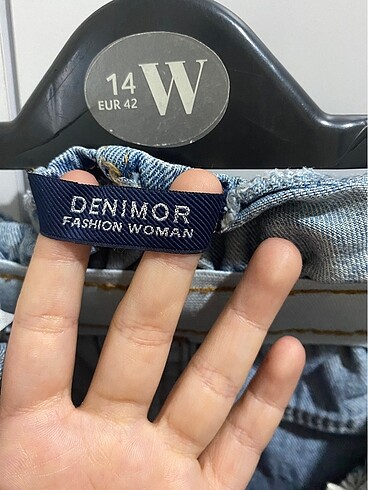 14 W
EUR 42
DENIMOR
FASHION WOMAN